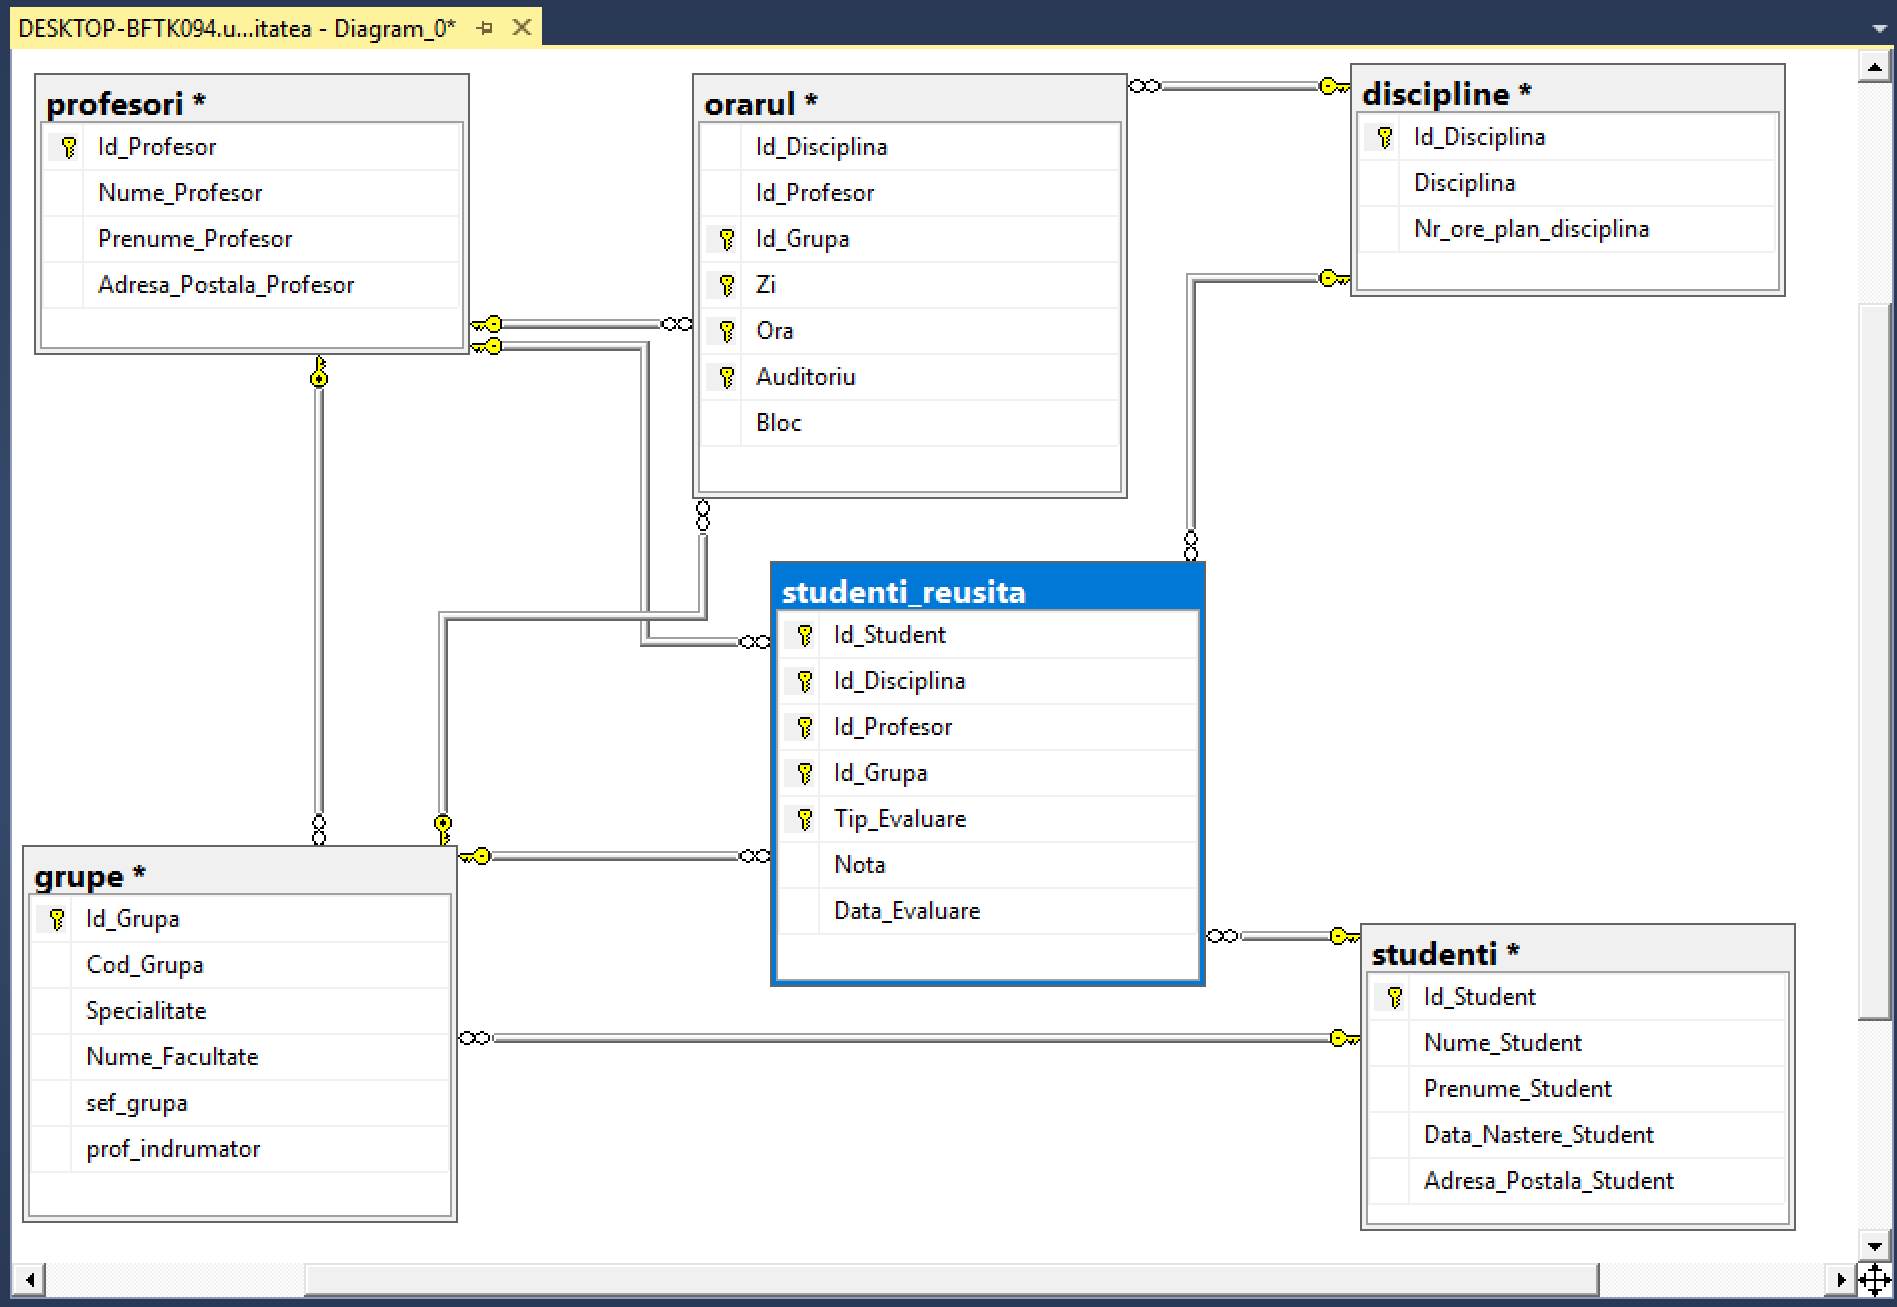 DESKTOP-BFTK094.u...itatea - Diagram_0*
profesori *
Id_Profesor
Nume_Profesor
Prenume_Profesor
Adresa_Postala_Profesor
orarul *
Id_Disciplina
Id_Profesor
Id_Grupa
Zi
Ora
Auditoriu
Bloc
discipline *
Id_Disciplina
Disciplina
Nr_ore_plan_disciplina
studenti_reusita
Id_Student
Id_Disciplina
Id_Profesor
Id_Grupa
Tip_Evaluare
Nota
Data_Evaluare
grupe *
Id_Grupa
Cod_Grupa
Specialitate
Nume_Facultate
sef_grupa
prof_indrumator
studenti *
Id_Student
Nume_Student
Prenume_Student
Data_Nastere_Student
Adresa_Postala_Student